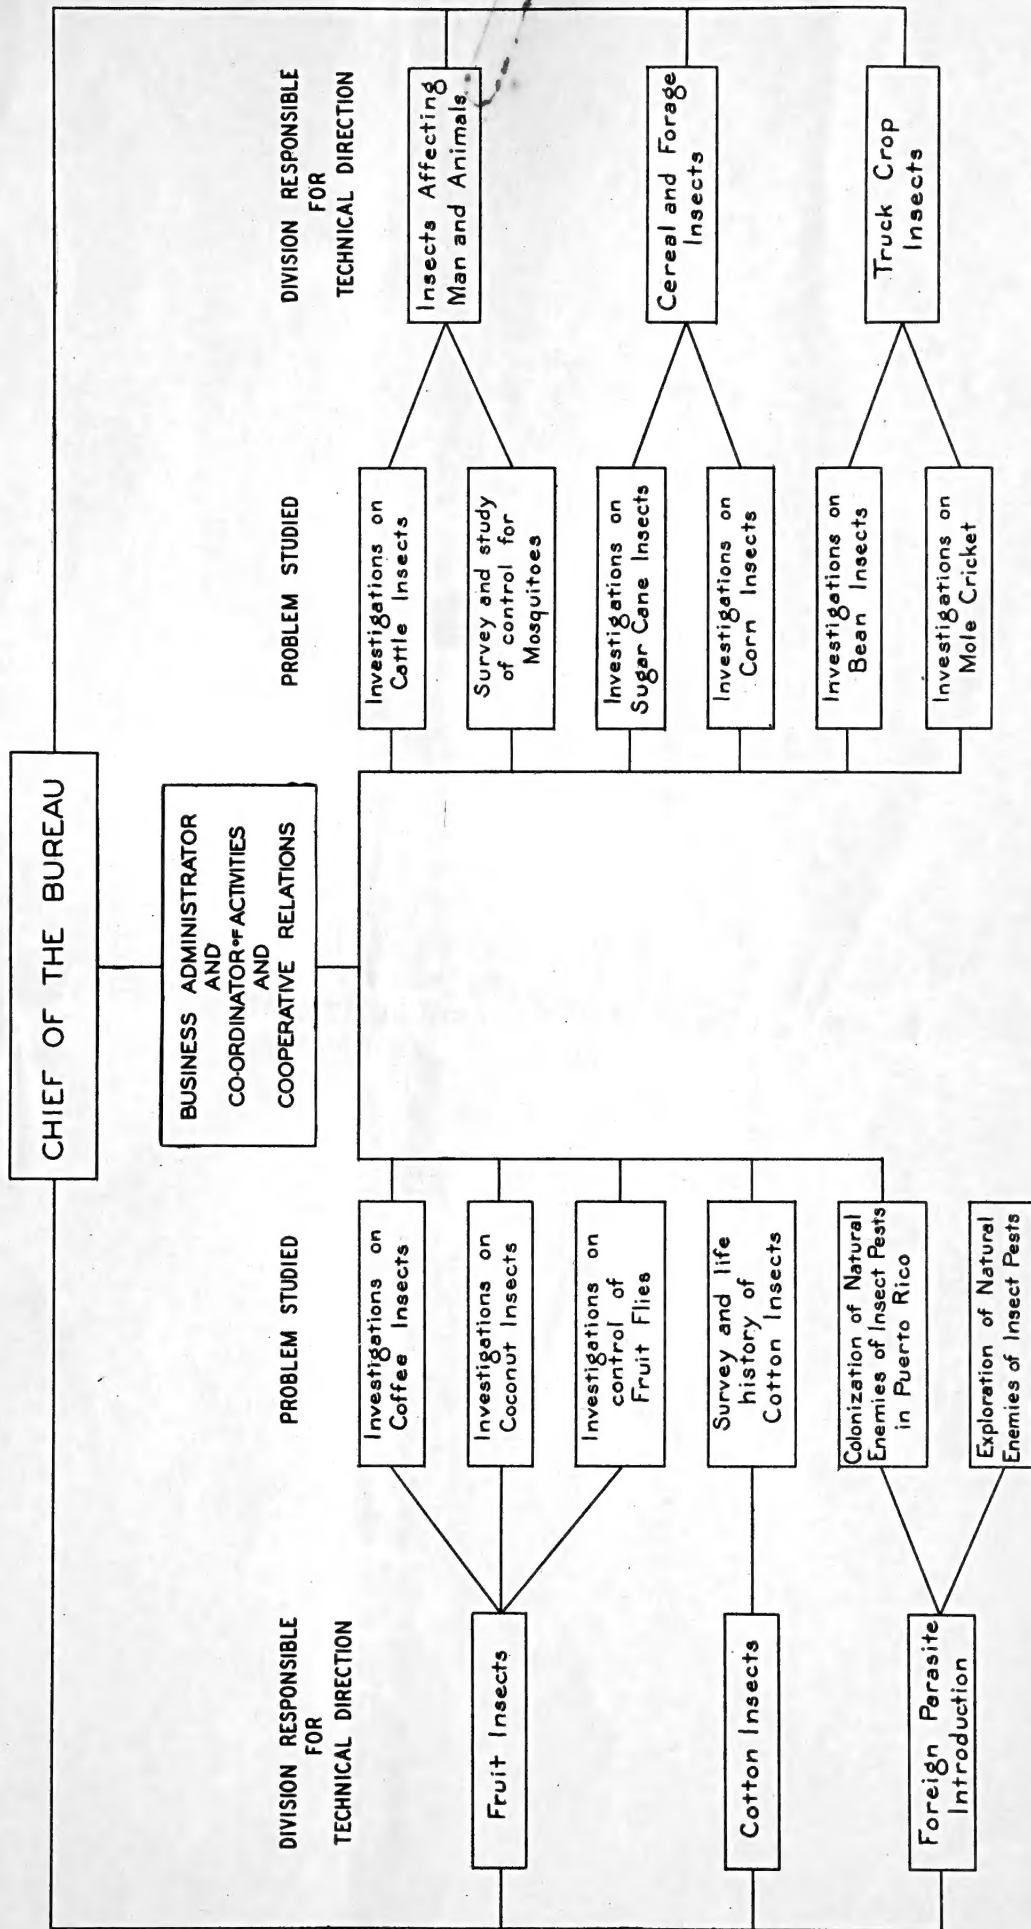 CHIEF OF THE BUREAU
BUSINESS ADMINISTRATOR
AND
CO-ORDINATOR OF ACTIVITIES
AND
COOPERATIVE RELATIONS
DIVISION RESPONSIBLE
FOR
TECHNICAL DIRECTION
PROBLEM STUDIED
PROBLEM STUDIED
DIVISION RESPONSIBLE
FOR
TECHNICAL DIRECTION
Fruit Insects
Investigations on
Coffee Insects
Investigations on
Coconut Insects
Investigations on
control of
Fruit Flies
Cotton Insects
Survey and life
history of
Cotton Insects
Foreign Parasite
Introduction
Colonization of Natural
Enemies of Insect Pests
in Puerto Rico
Exploration of Natural
Enemies of Insect Pests
Investigations on
Cattle Insects
Survey and study
of control for
Mosquitoes
Insects Affecting
Man and Animals
Investigations on
Sugar Cane Insects
Investigations on
Corn Insects
Cereal and Forage
Insects
Investigations on
Bean Insects
Investigations on
Mole Cricket
Truck Crop
Insects